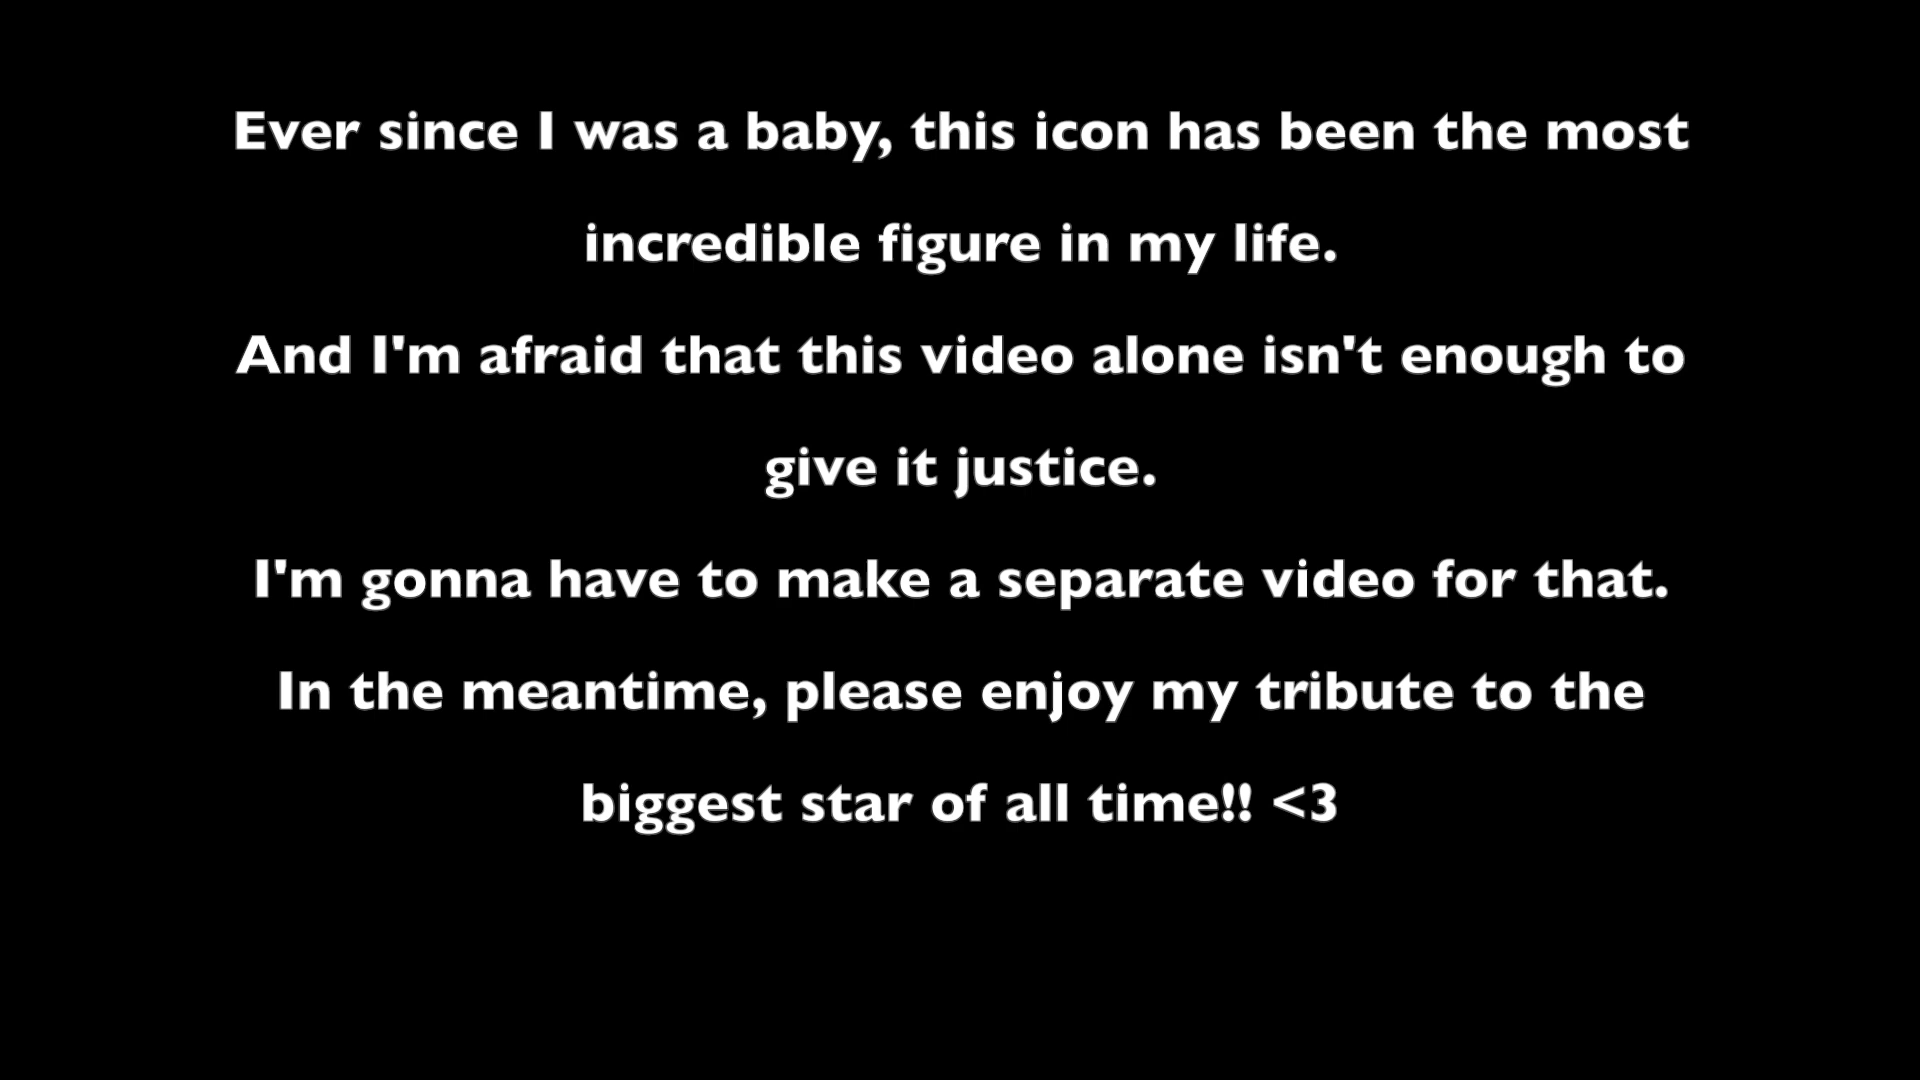 Ever since I was a baby, this icon has been the most
incredible figure in my life.
And I'm afraid that this video alone isn't enough to
give it justice.
I'm gonna have to make a separate video for that.
In the meantime, please enjoy my tribute to the
biggest star of all time!! <3